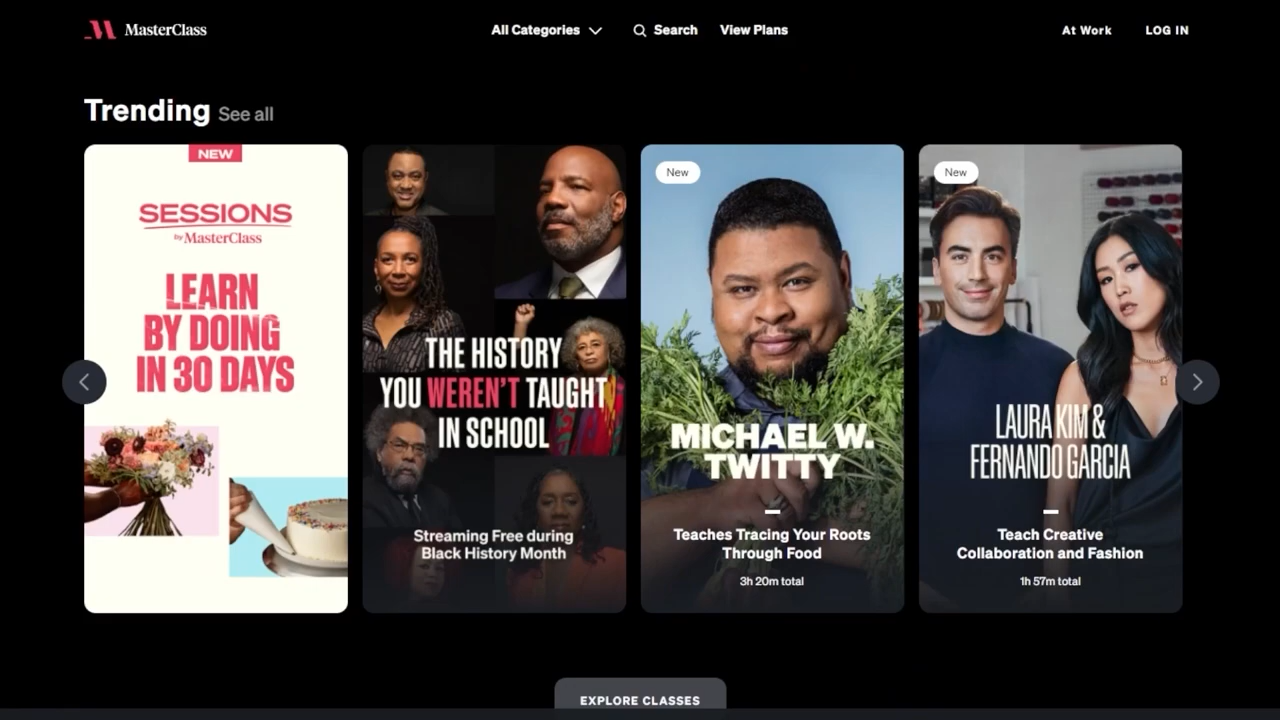 MasterClass
All Categories
Search
View Plans
At Work
LOG IN
Trending See all
NEW
SESSIONS
by MasterClass
LEARN
BY DOING
IN 30 DAYS
THE HISTORY
YOU WEREN'T TAUGHT
IN SCHOOL
Streaming Free during
Black History Month
New
MICHAEL W.
TWITTY
Teaches Tracing Your Roots
Through Food
3h 20m total
New
LAURA KIM &
FERNANDO GARCIA
Teach Creative
Collaboration and Fashion
1h 57m total
EXPLORE CLASSES